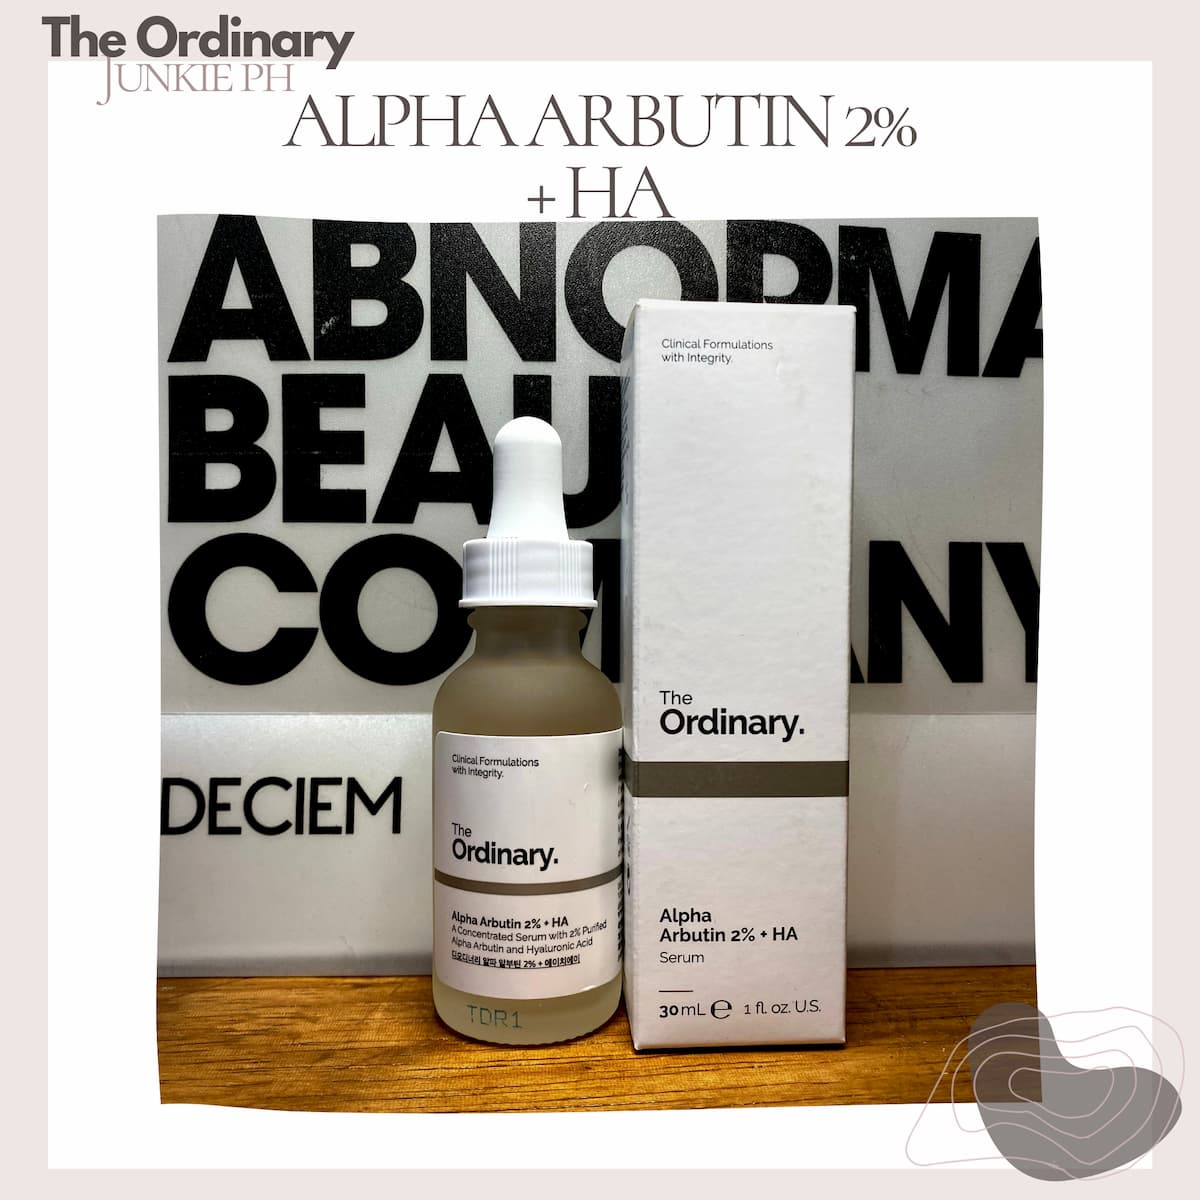 The Ordinary
JUNKIE PH
ALPHA ARBUTIN 2%
+ HA
ABNORMA
BEAU
COM ANY
DECIEM
Clinical Formulations
with Integrity.
The
Ordinary.
Alpha Arbutin 2% + HA
A Concentrated Serum with 2% Purified
Alpha Arbutin and Hyaluronic Acid
디오디너리 알파 알부틴 2% + 에이치에이
TDR1
Clinical Formulations
with Integrity.
The
Ordinary.
Alpha
Arbutin 2% + HA
Serum
30 mL e 1 fl. oz. U.S.